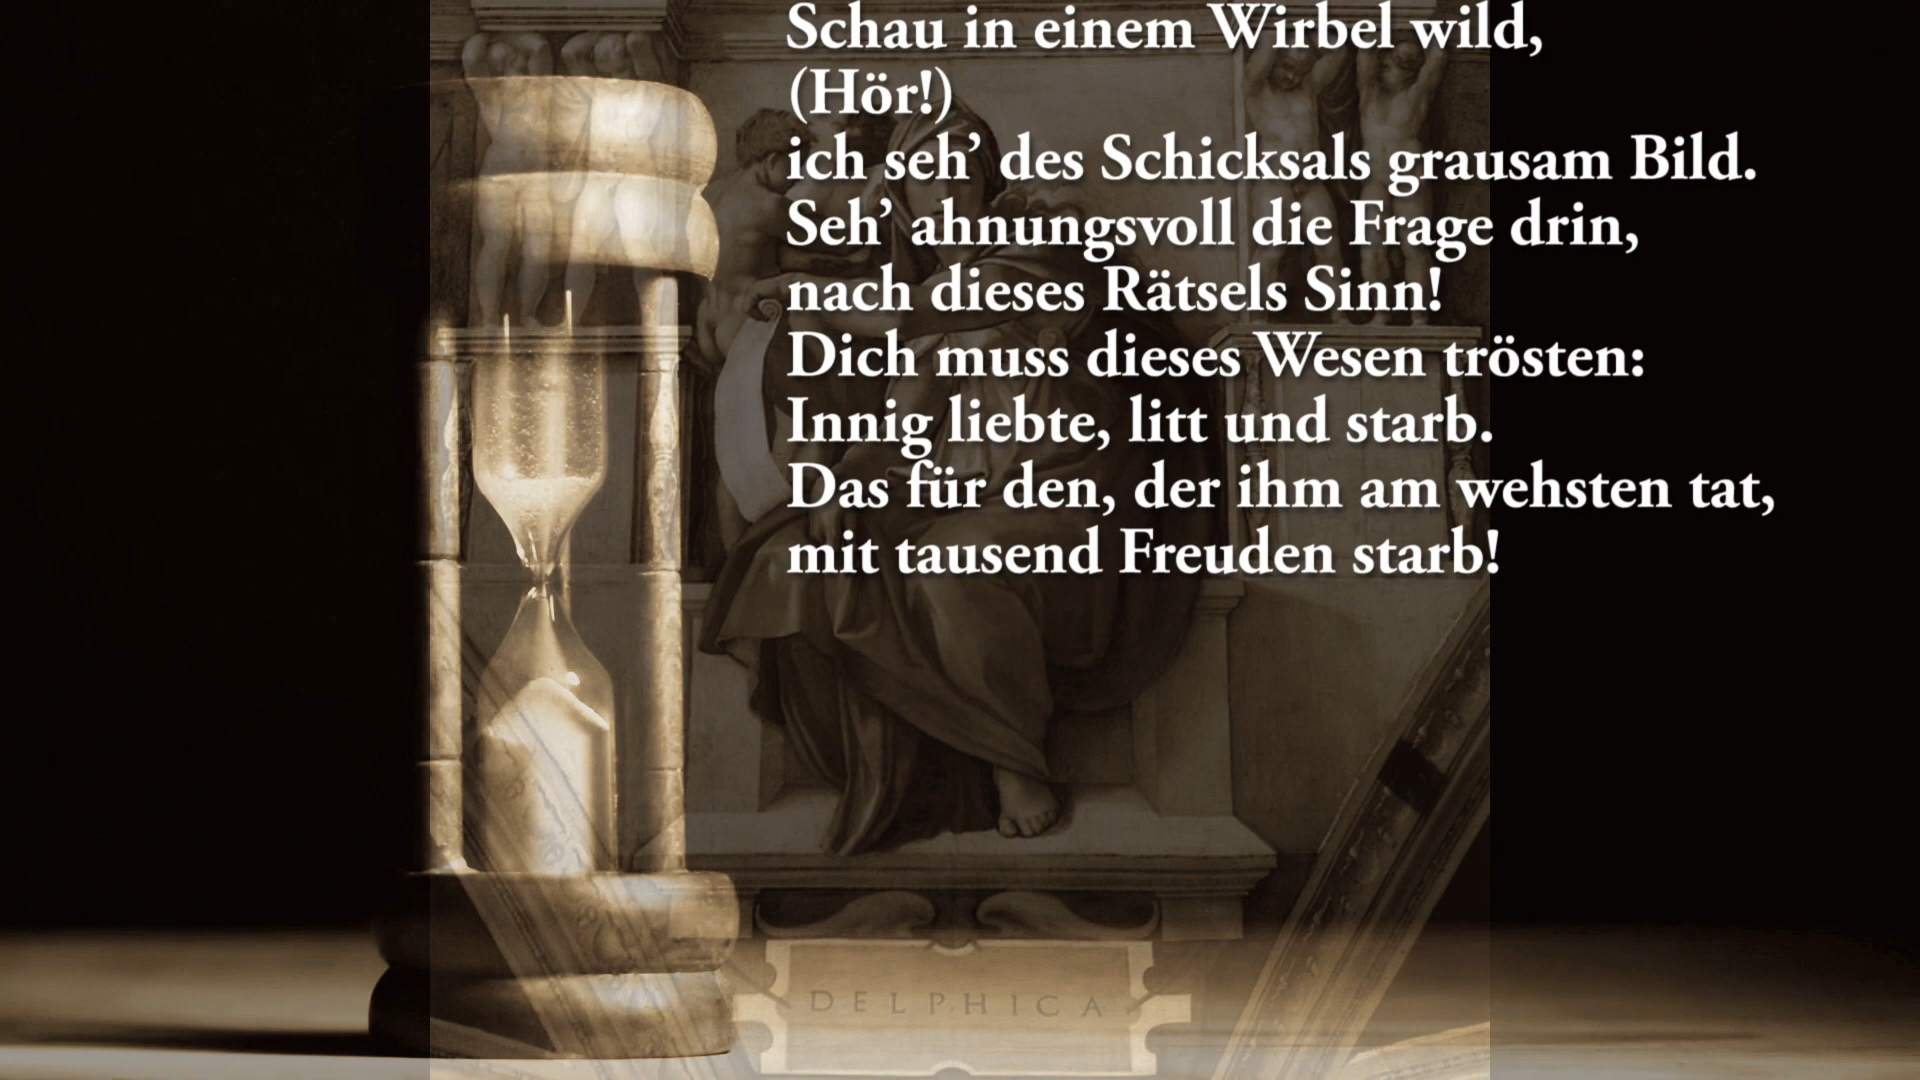 Schau in einem Wirbel wild,
(Hör!)
ich seh’ des Schicksals grausam Bild.
Seh’ ahnungsvoll die Frage drin,
nach dieses Rätsels Sinn!
Dich muss dieses Wesen trösten:
Innig liebte, litt und starb.
Das für den, der ihm am wehsten tat,
mit tausend Freuden starb!
DELPHICA